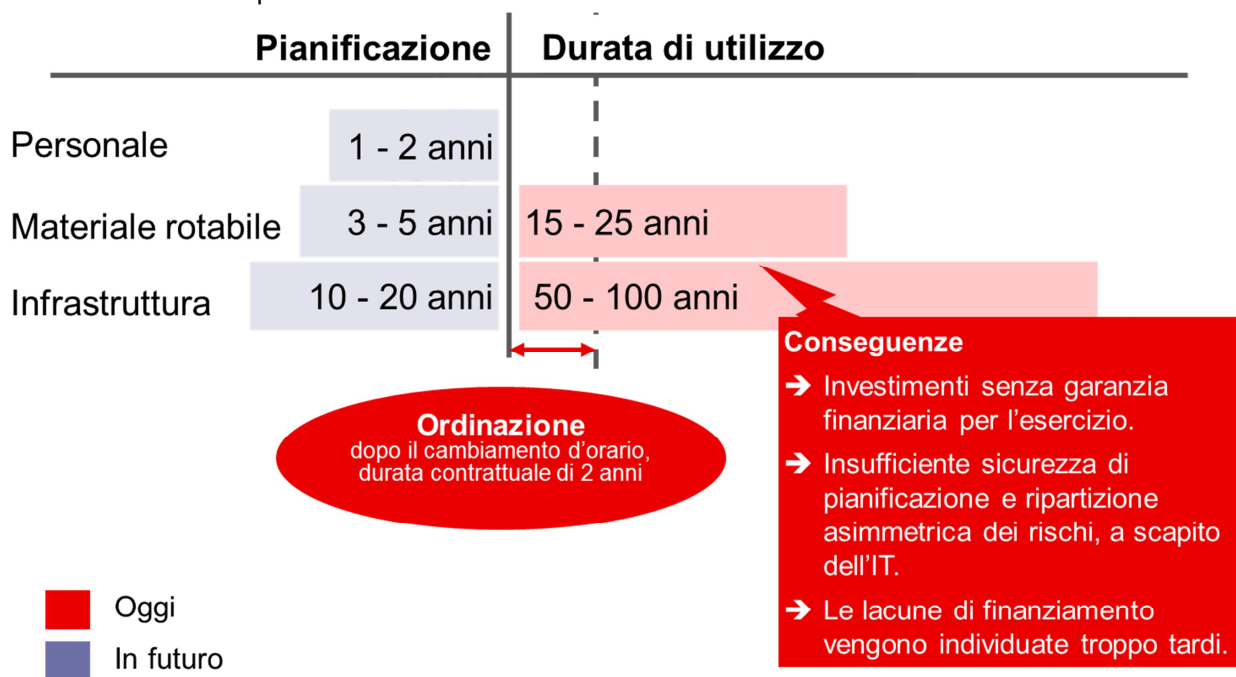 Pianificazione
Durata di utilizzo
Personale
1 - 2 anni
Materiale rotabile
3 - 5 anni
15 - 25 anni
Infrastruttura
10 - 20 anni
50 - 100 anni
Ordinazione
dopo il cambiamento d'orario,
durata contrattuale di 2 anni
Conseguenze
➔ Investimenti senza garanzia
finanziaria per l'esercizio.
➔ Insufficiente sicurezza di
pianificazione e ripartizione
asimmetrica dei rischi, a scapito
dell'IT.
➔ Le lacune di finanziamento
vengono individuate troppo tardi.
Oggi
In futuro